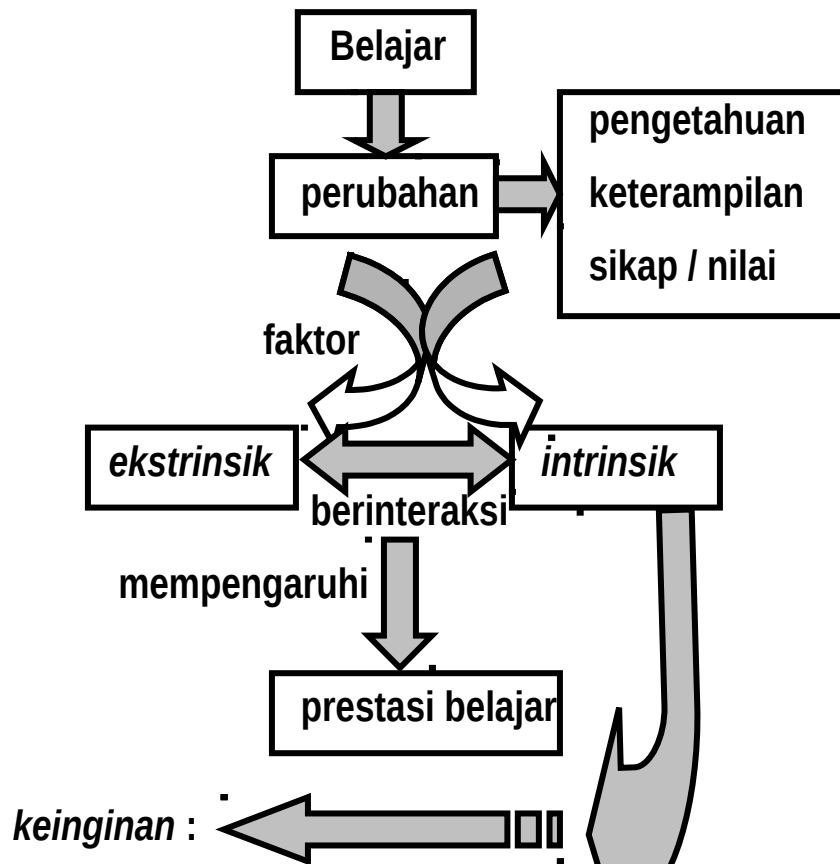 Belajar
perubahan
pengetahuan
keterampilan
sikap / nilai
faktor
ekstrinsik
intrinsik
berinteraksi
mempengaruhi
prestasi belajar
keinginan :